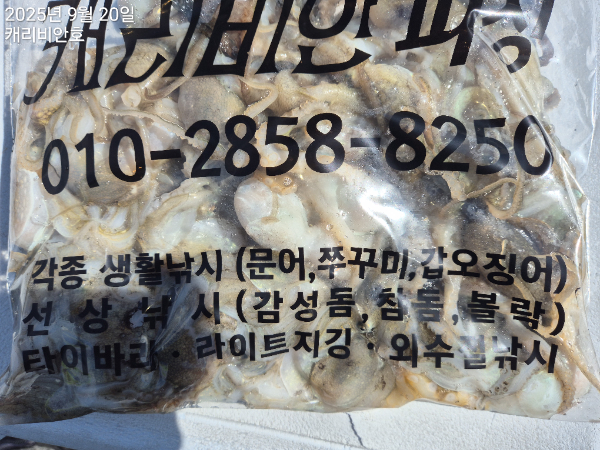 2025년 9월 20일
캐리비안호
캐리비안 피싱
010-2858-8250
각종 생활낚시 (문어,쭈꾸미,갑오징어)
선상낚시 (감성돔,참돔,볼락)
타이바라 · 라이트지깅 · 외수질낚시